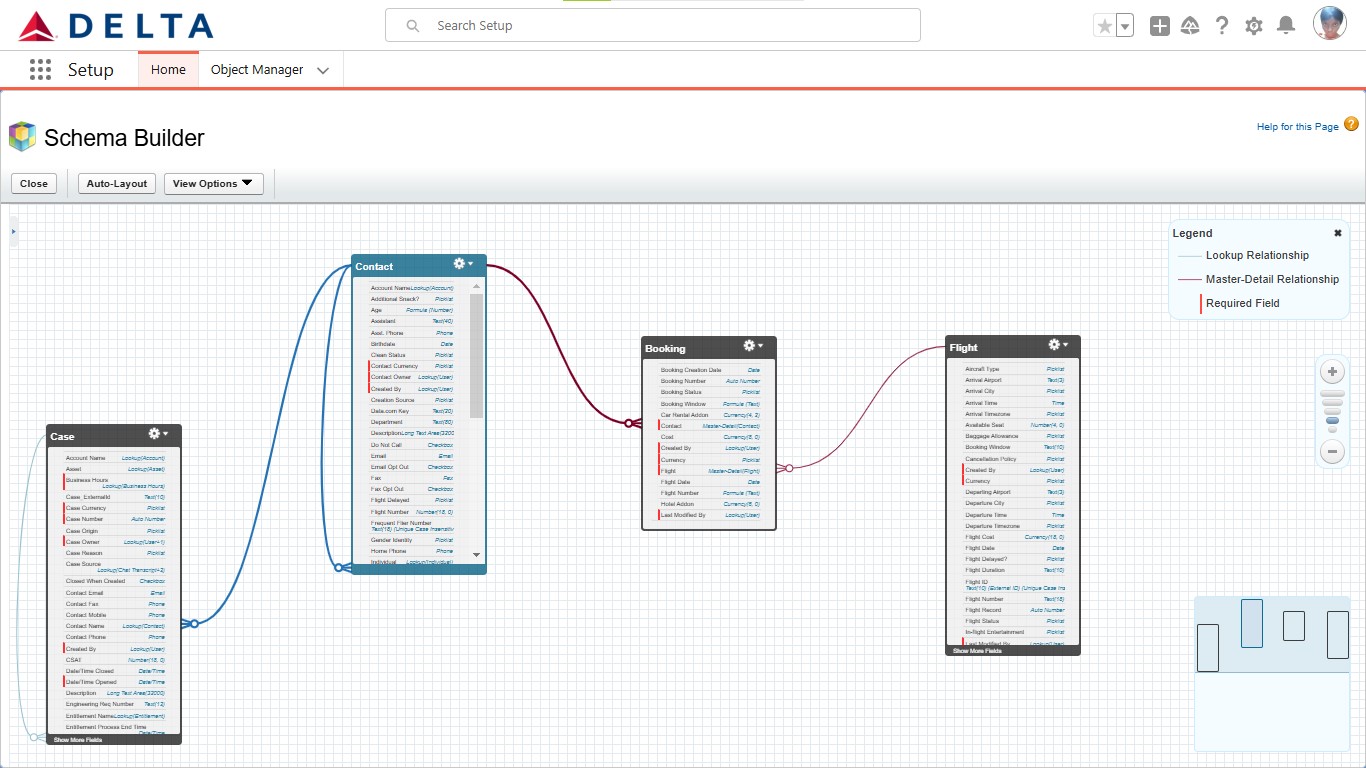 DELTA
Search Setup
Setup
Home
Object Manager
Schema Builder
Help for this Page
Close
Auto-Layout
View Options
Legend
Lookup Relationship
Master-Detail Relationship
Required Field
Contact
Account Name Lookup(Account)
Additional Snack? Picklist
Age Formula (Number)
Assistant Text(40)
Asst. Phone Phone
Birthdate Date
Clean Status Picklist
Contact Currency Picklist
Contact Owner Lookup(User)
Created By Lookup(User)
Creation Source Picklist
Data.com Key Text(20)
Department Text(80)
Description Long Text Area(3200
Do Not Call Checkbox
Email Email
Email Opt Out Checkbox
Fax Fax
Fax Opt Out Checkbox
Flight Delayed Picklist
Flight Number Number(18, 0)
Frequent Flier Number
Text(18) (Unique Case Insensitiv
Gender Identity Picklist
Home Phone Phone
Individual Lookup(Individual)
Booking
Booking Creation Date Date
Booking Number Auto Number
Booking Status Picklist
Booking Window Formula (Text)
Car Rental Addon Currency(4, 2)
Contact Master-Detail(Contact)
Cost Currency(8, 0)
Created By Lookup(User)
Currency Picklist
Flight Master-Detail(Flight)
Flight Date Date
Flight Number Formula (Text)
Hotel Addon Currency(8, 0)
Last Modified By Lookup(User)
Flight
Aircraft Type Picklist
Arrival Airport Text(3)
Arrival City Picklist
Arrival Time Time
Arrival Timezone Picklist
Available Seat Number(4, 0)
Baggage Allowance Picklist
Booking Window Text(10)
Cancellation Policy Picklist
Created By Lookup(User)
Currency Picklist
Departing Airport Text(3)
Departure City Picklist
Departure Time Time
Departure Timezone Picklist
Flight Cost Currency(18, 0)
Flight Date Date
Flight Delayed? Picklist
Flight Duration Text(10)
Flight ID
Text(10) (External ID) (Unique Case Ins
Flight Number Text(18)
Flight Record Auto Number
Flight Status Picklist
In-flight Entertainment Picklist
Last Modified By Lookup(User)
Show More Fields
Case
Account Name Lookup(Account)
Asset Lookup(Asset)
Business Hours
Lookup(Business Hours)
Case_ExternalId Text(10)
Case Currency Picklist
Case Number Auto Number
Case Origin Picklist
Case Owner Lookup(User+1)
Case Reason Picklist
Case Source
Lookup(Chat Transcript+2)
Closed When Created Checkbox
Contact Email Email
Contact Fax Phone
Contact Mobile Phone
Contact Name Lookup(Contact)
Contact Phone Phone
Created By Lookup(User)
CSAT Number(18, 0)
Date/Time Closed Date/Time
Date/Time Opened Date/Time
Description Long Text Area(32000)
Engineering Req Number Text(12)
Entitlement Name Lookup(Entitlement)
Entitlement Process End Time
Date/Time
Show More Fields